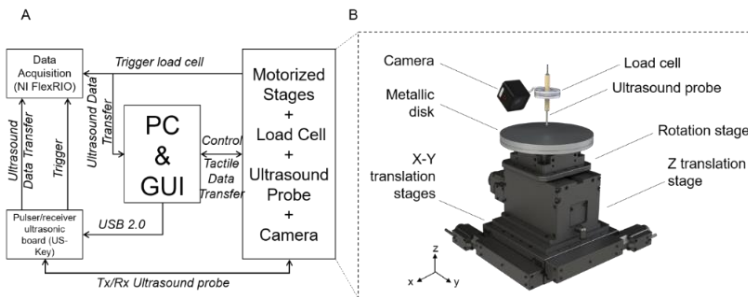 A
Data
Acquisition
(NI FlexRIO)
Trigger load cell
Ultrasound Data
Transfer
Ultrasound
Data Transfer
Trigger
PC
&
GUI
Control
Tactile
Data
Transfer
Motorized
Stages
+
Load Cell
+
Ultrasound
Probe
+
Camera
USB 2.0
Pulser/receiver
ultrasonic
board (US-
Key)
Tx/Rx Ultrasound probe
B
Camera
Load cell
Ultrasound probe
Metallic
disk
Rotation stage
X-Y
translation
stages
Z translation
stage
z
x
y